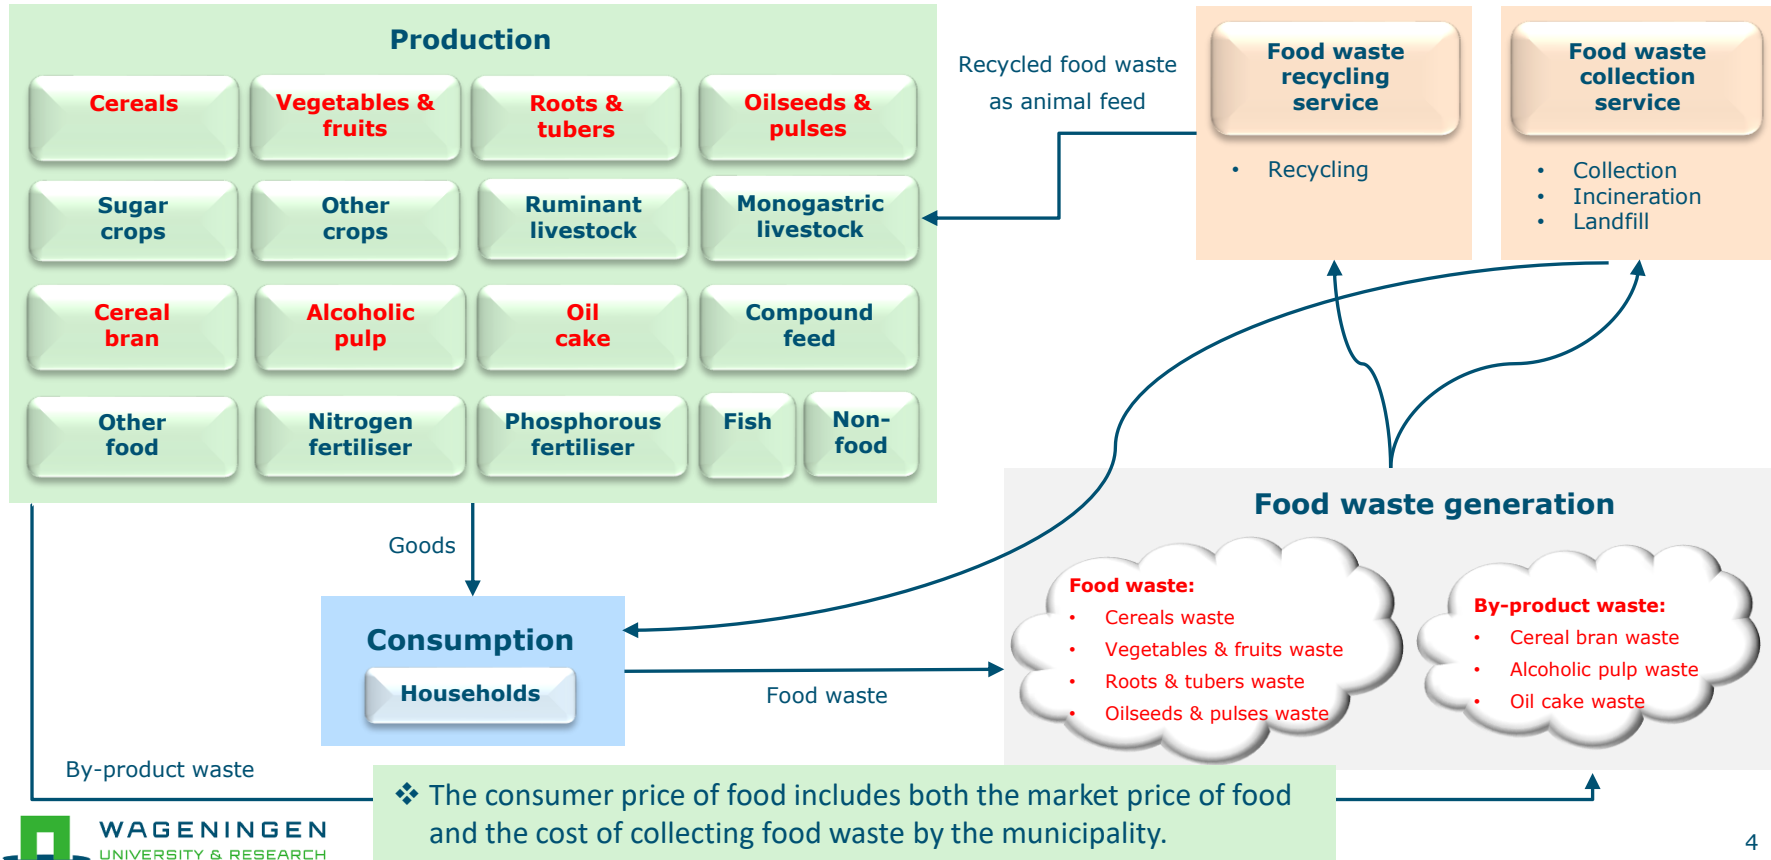 Production
Cereals
Vegetables &
fruits
Roots &
tubers
Oilseeds &
pulses
Sugar
crops
Other
crops
Ruminant
livestock
Monogastric
livestock
Cereal
bran
Alcoholic
pulp
Oil
cake
Compound
feed
Other
food
Nitrogen
fertiliser
Phosphorous
fertiliser
Fish
Non-
food
Recycled food waste
as animal feed
Food waste
recycling
service
• Recycling
Food waste
collection
service
• Collection
• Incineration
• Landfill
Goods
Consumption
Households
Food waste
By-product waste
Food waste generation
Food waste:
• Cereals waste
• Vegetables & fruits waste
• Roots & tubers waste
• Oilseeds & pulses waste
By-product waste:
• Cereal bran waste
• Alcoholic pulp waste
• Oil cake waste
❖ The consumer price of food includes both the market price of food
and the cost of collecting food waste by the municipality.
WAGENINGEN
UNIVERSITY & RESEARCH
4